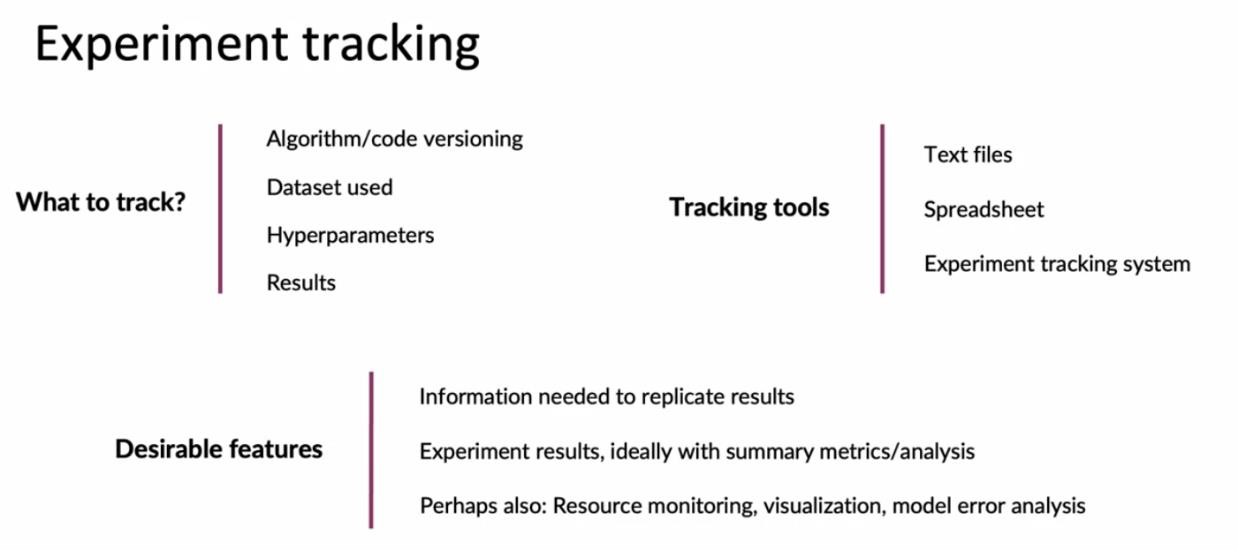 Experiment tracking
What to track?
Algorithm/code versioning
Dataset used
Hyperparameters
Results
Tracking tools
Text files
Spreadsheet
Experiment tracking system
Desirable features
Information needed to replicate results
Experiment results, ideally with summary metrics/analysis
Perhaps also: Resource monitoring, visualization, model error analysis